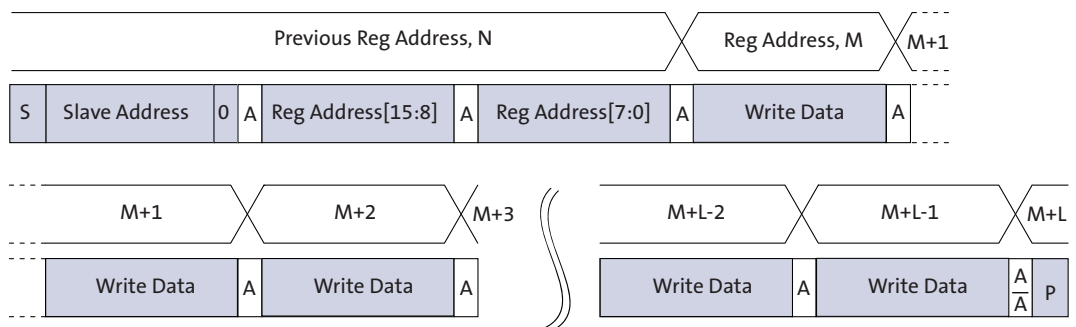 Previous Reg Address, N Reg Address, M M+1
S Slave Address 0 A Reg Address[15:8] A Reg Address[7:0] A Write Data A
M+1 M+2 M+3 M+L-2 M+L-1 M+L
Write Data A Write Data A Write Data A Write Data A P
A